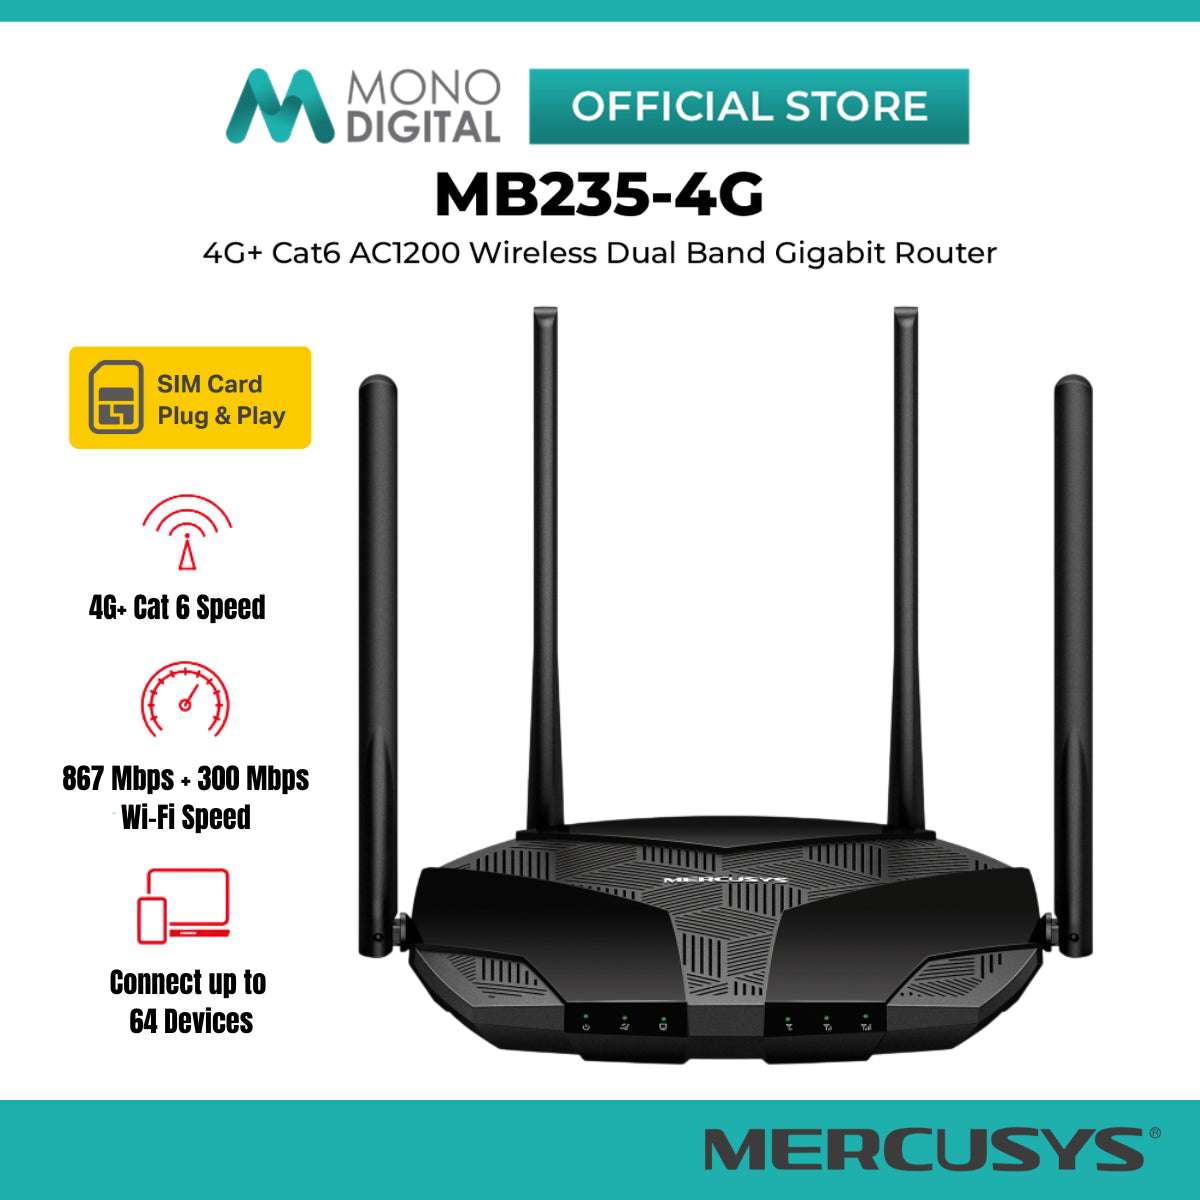 MONO
DIGITAL
OFFICIAL STORE
MB235-4G
4G+ Cat6 AC1200 Wireless Dual Band Gigabit Router
SIM Card
Plug & Play
4G+ Cat 6 Speed
867 Mbps + 300 Mbps
Wi-Fi Speed
Connect up to
64 Devices
MERCUSYS
MERCUSYS®